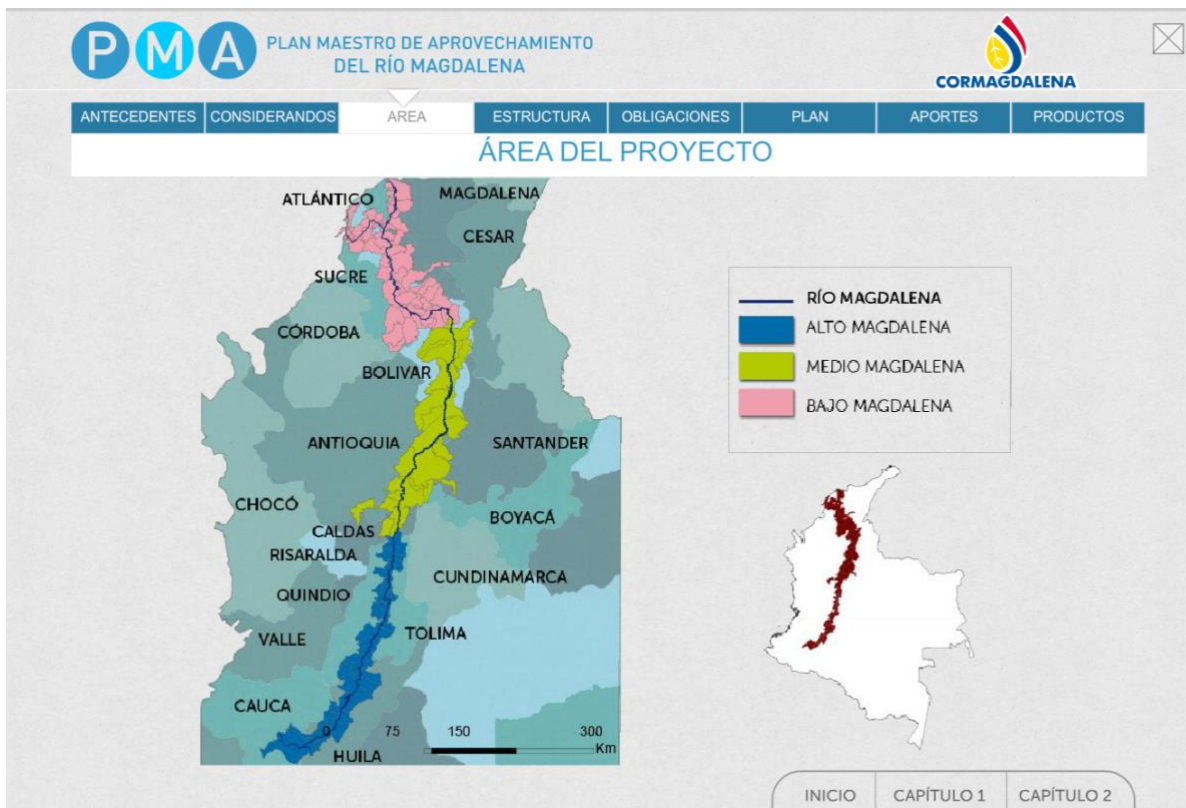 PMA
PLAN MAESTRO DE APROVECHAMIENTO
DEL RÍO MAGDALENA
CORMAGDALENA
ANTECEDENTES
CONSIDERANDOS
AREA
ESTRUCTURA
OBLIGACIONES
PLAN
APORTES
PRODUCTOS
ÁREA DEL PROYECTO
ATLÁNTICO
MAGDALENA
CESAR
SUCRE
CÓRDOBA
BOLIVAR
ANTIOQUIA
SANTANDER
CHOCÓ
BOYACÁ
CALDAS
RISARALDA
CUNDINAMARCA
QUINDIO
TOLIMA
VALLE
CAUCA
HUILA
0 75 150 300
Km
RÍO MAGDALENA
ALTO MAGDALENA
MEDIO MAGDALENA
BAJO MAGDALENA
INICIO
CAPÍTULO 1
CAPÍTULO 2